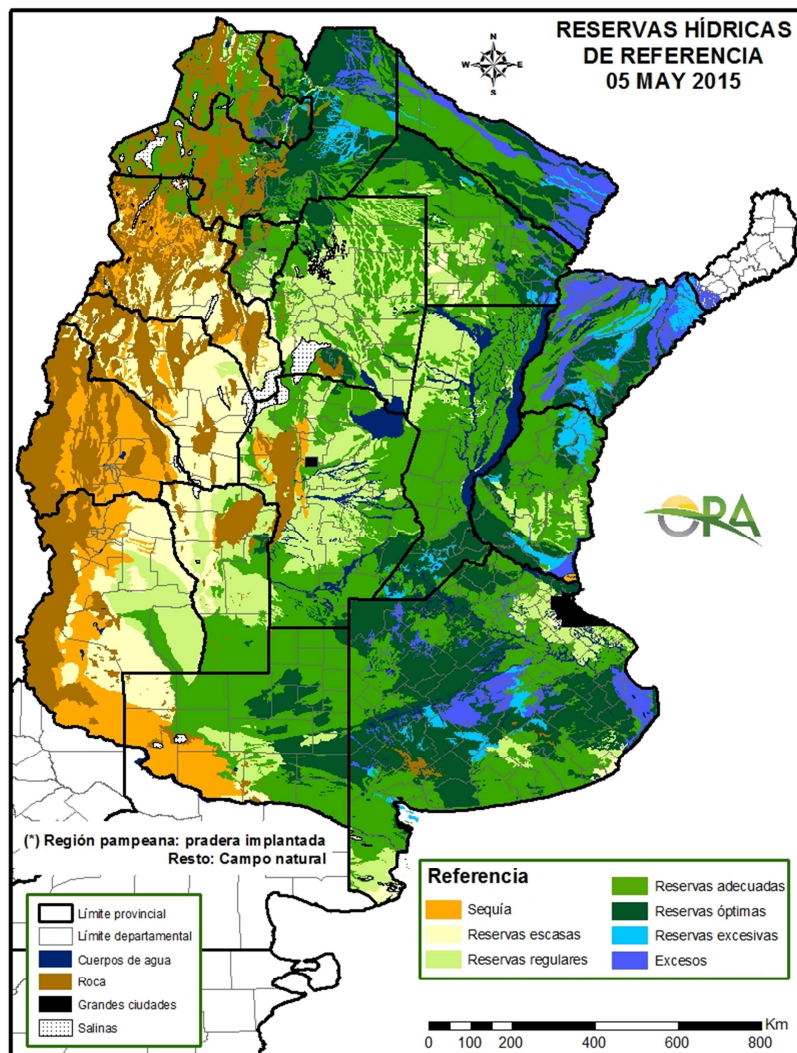 RESERVAS HÍDRICAS
DE REFERENCIA
05 MAY 2015
N
W E
S
ORA
(*) Región pampeana: pradera implantada
Resto: Campo natural
Límite provincial
Límite departamental
Cuerpos de agua
Roca
Grandes ciudades
Salinas
Referencia
Sequía
Reservas escasas
Reservas regulares
Reservas adecuadas
Reservas óptimas
Reservas excesivas
Excesos
Km
0 100 200 400 600 800